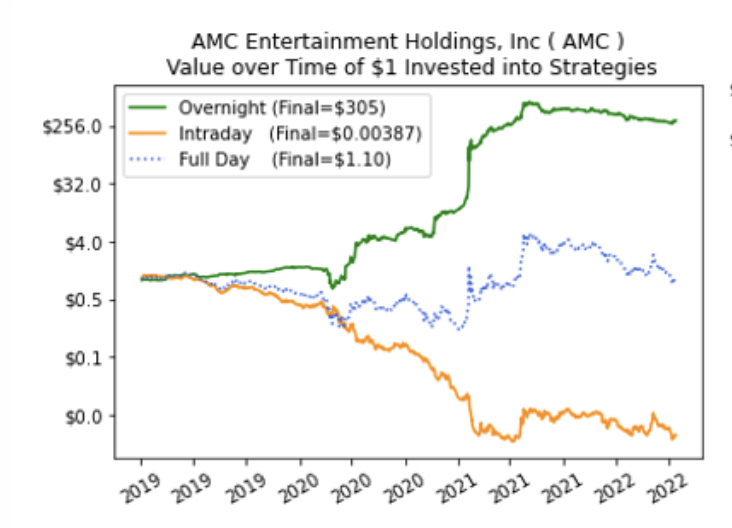 AMC Entertainment Holdings, Inc ( AMC )
Value over Time of $1 Invested into Strategies
Overnight (Final=$305)
Intraday (Final=$0.00387)
Full Day (Final=$1.10)
$256.0
$32.0
$4.0
$0.5
$0.1
$0.0
2019 2019 2019 2020 2020 2020 2021 2021 2021 2022 2022
$
$